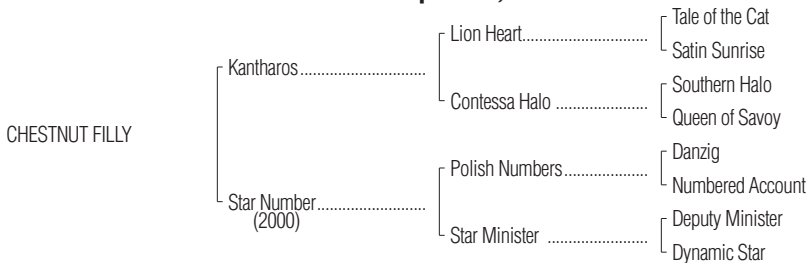 Tale of the Cat
Lion Heart
Satin Sunrise
Kantharos
Southern Halo
Contessa Halo
Queen of Savoy
CHESTNUT FILLY
Danzig
Polish Numbers
Numbered Account
Star Number
(2000)
Deputy Minister
Star Minister
Dynamic Star